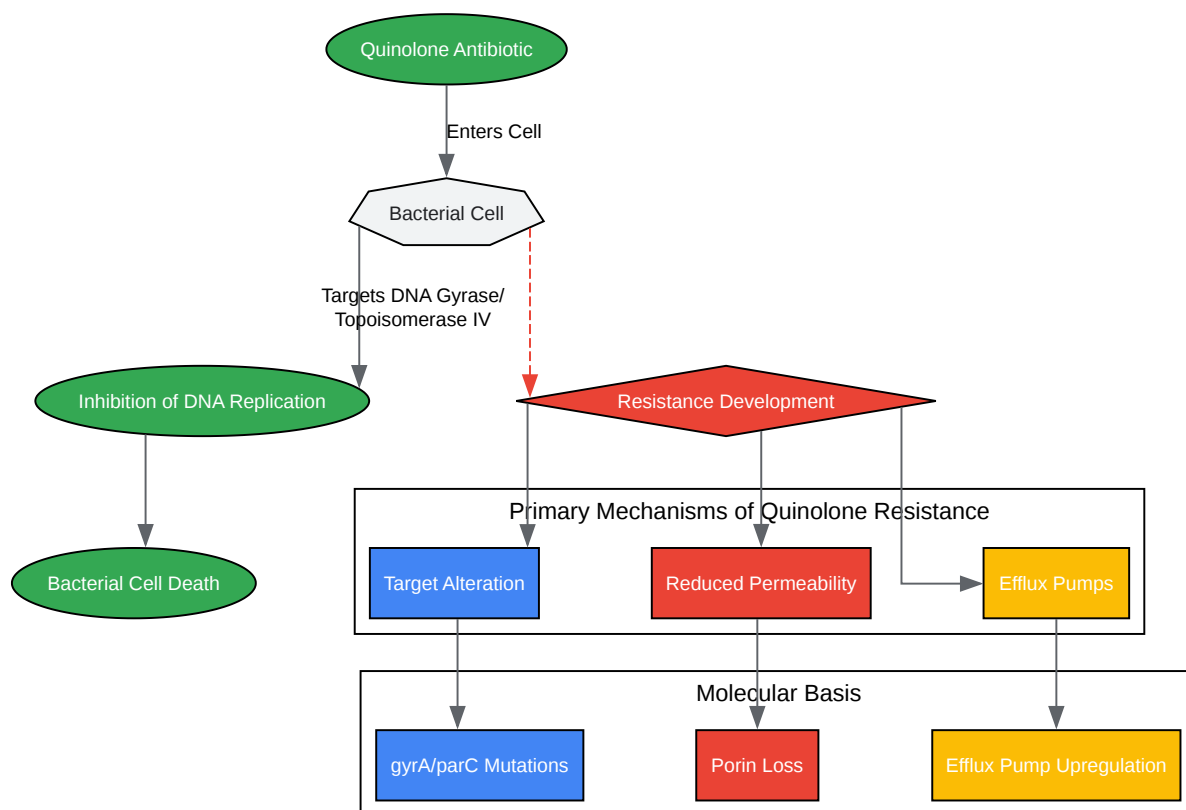 Quinolone Antibiotic
Enters Cell
Bacterial Cell
Targets DNA Gyrase/
Topoisomerase IV
Inhibition of DNA Replication
Resistance Development
Primary Mechanisms of Quinolone Resistance
Bacterial Cell Death
Target Alteration
Reduced Permeability
Efflux Pumps
Molecular Basis
gyrA/parC Mutations
Porin Loss
Efflux Pump Upregulation